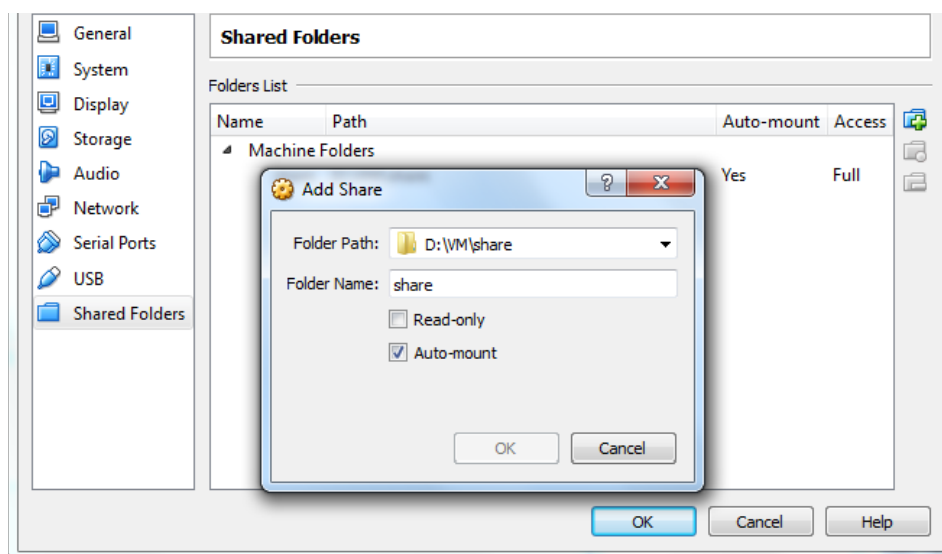 General
System
Display
Storage
Audio
Network
Serial Ports
USB
Shared Folders
Shared Folders
Folders List
Name Path Auto-mount Access
Machine Folders
Yes Full
Add Share
?
Folder Path: D:\VM\share
Folder Name: share
Read-only
Auto-mount
OK Cancel
OK Cancel Help